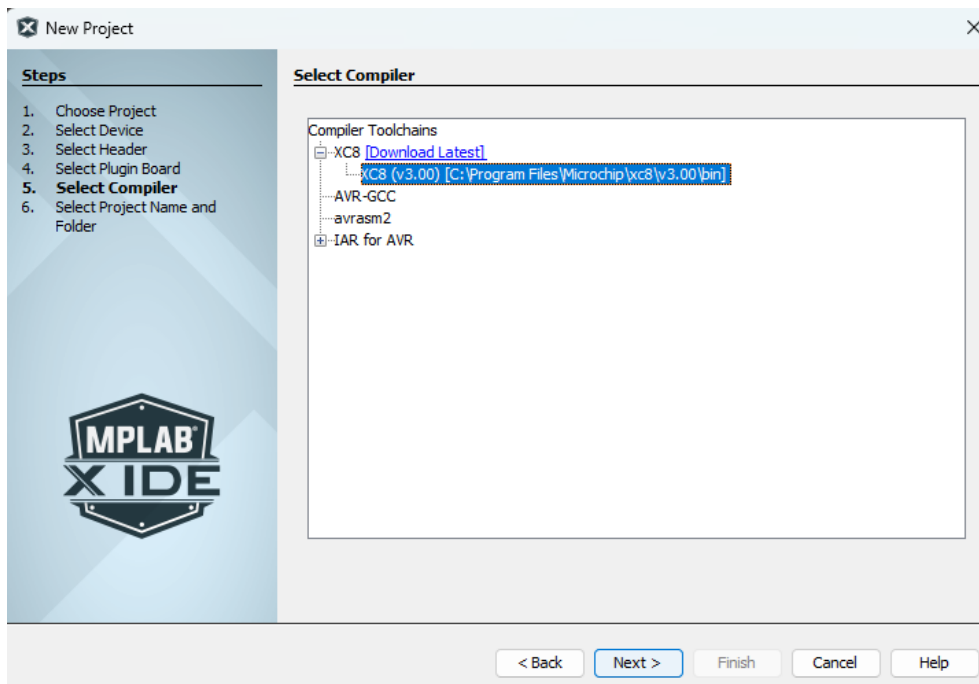 New Project
Steps
1. Choose Project
2. Select Device
3. Select Header
4. Select Plugin Board
5. Select Compiler
6. Select Project Name and
Folder
MPLAB
X IDE
Select Compiler
Compiler Toolchains
XC8 [Download Latest]
XC8 (v3.00) [C:\Program Files\Microchip\xc8\v3.00\bin]
AVR-GCC
avrasm2
IAR for AVR
< Back Next > Finish Cancel Help